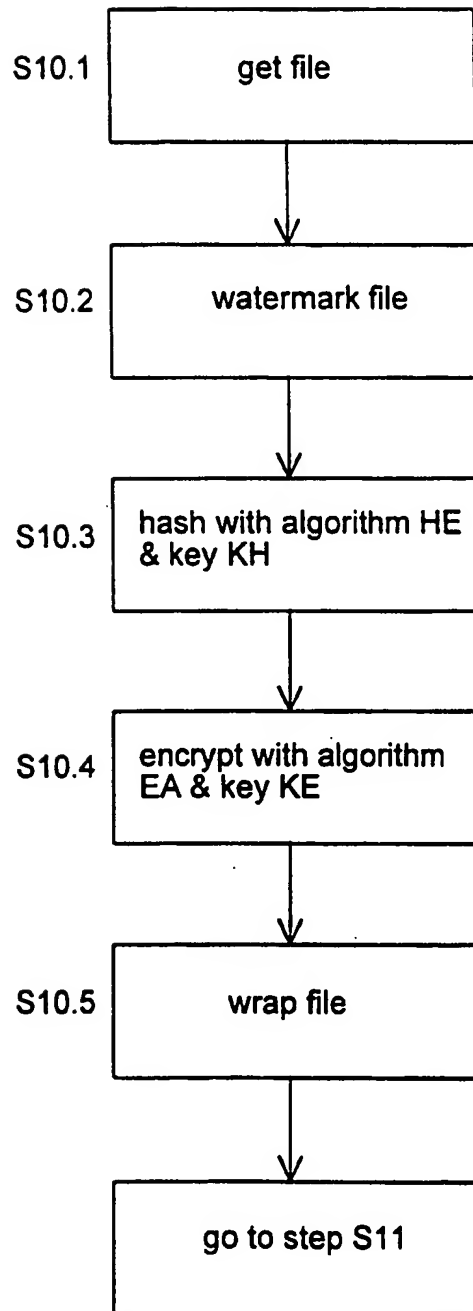 S10.1
get file
S10.2
watermark file
S10.3
hash with algorithm HE
& key KH
S10.4
encrypt with algorithm
EA & key KE
S10.5
wrap file
go to step S11